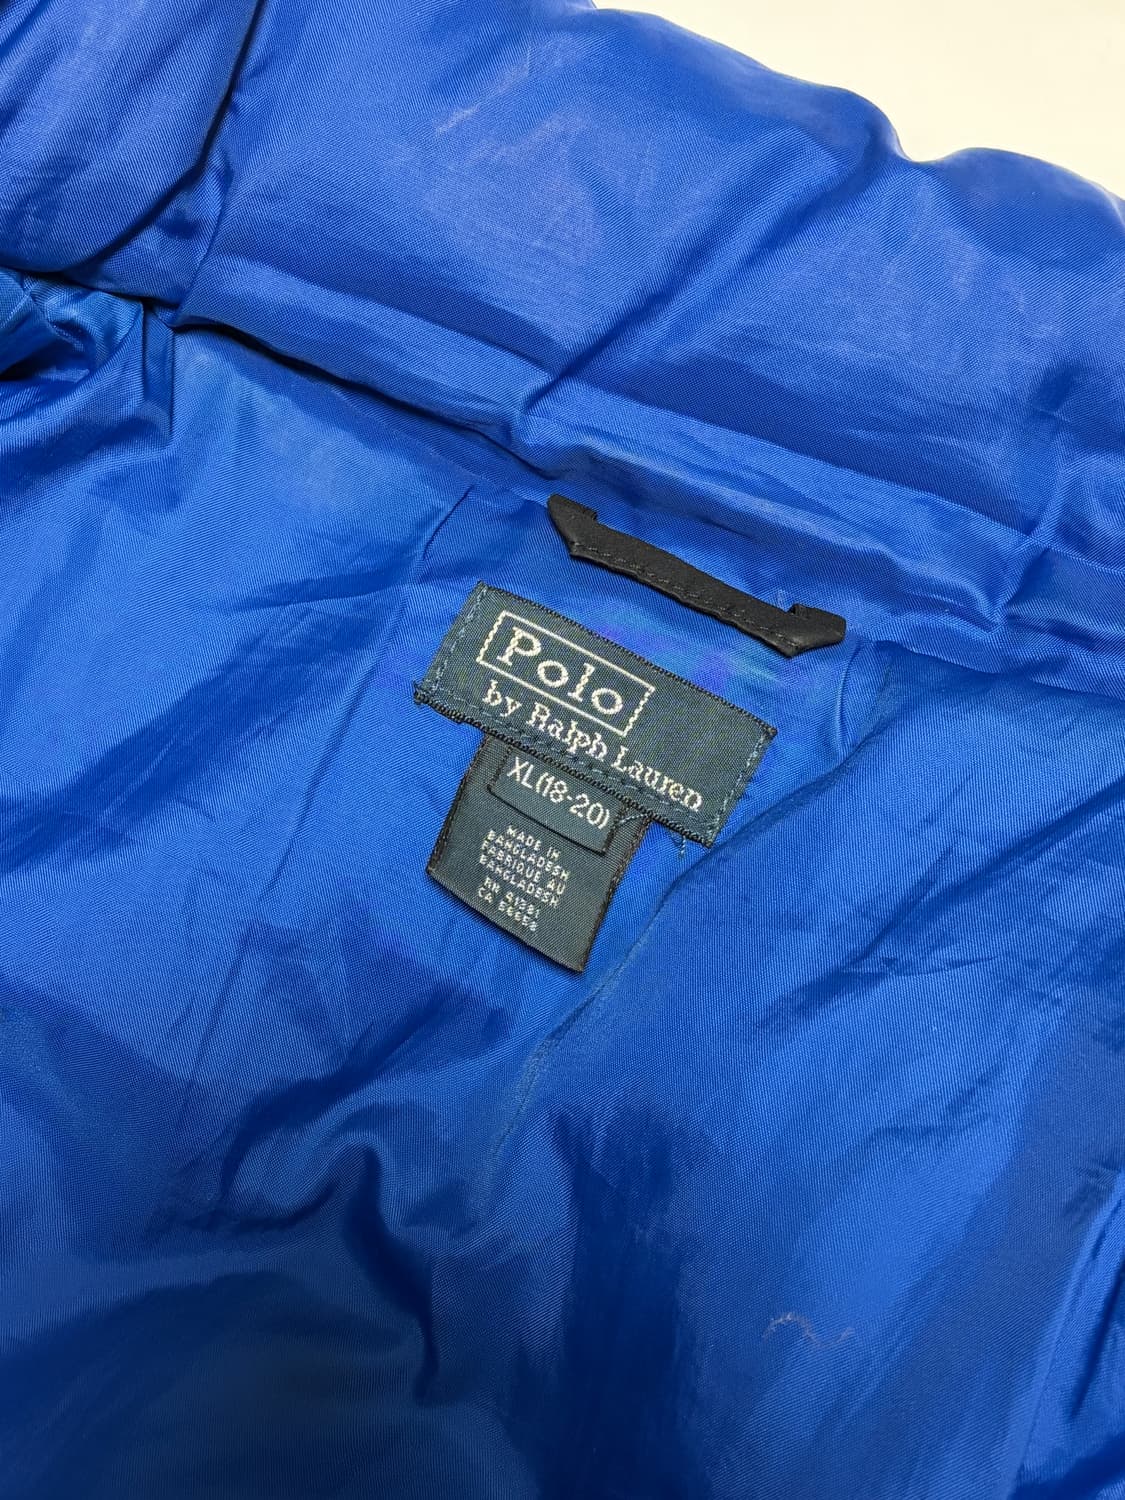 Polo
by Ralph Lauren
XL(18-20)
MADE IN
BANGLADESH
FABRIQUE AU
BANGLADESH
RN 41381
CA 56658